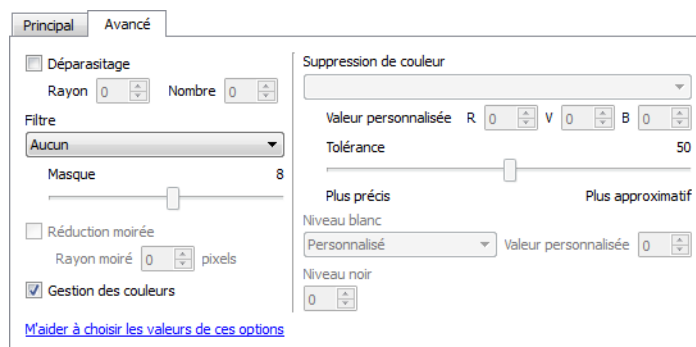 Principal Avancé
Déparasitage
Rayon 0 Nombre 0
Filtre
Aucun
Masque 8
Réduction moirée
Rayon moiré 0 pixels
Gestion des couleurs
M'aider à choisir les valeurs de ces options
Suppression de couleur
Valeur personnalisée R 0 V 0 B 0
Tolérance 50
Plus précis Plus approximatif
Niveau blanc
Personnalisé Valeur personnalisée 0
Niveau noir
0